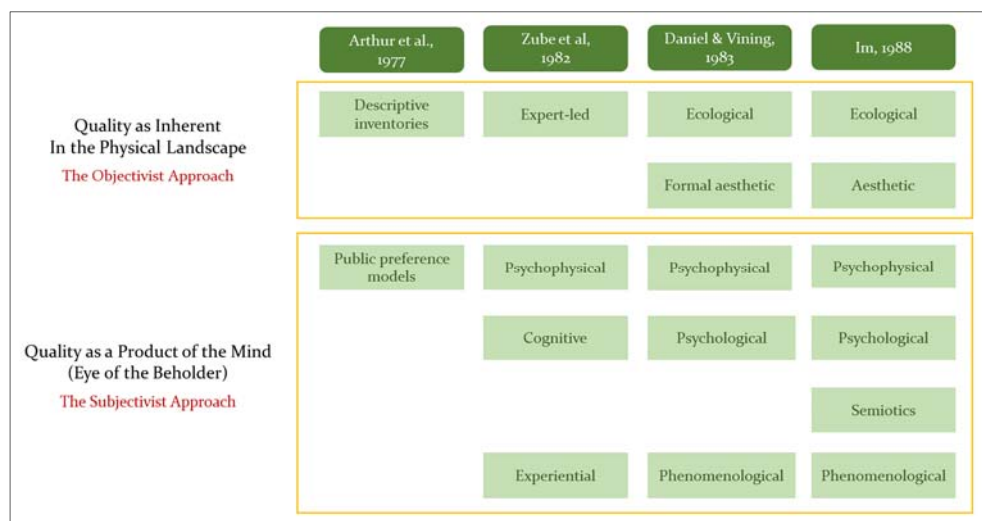 Arthur et al.,
1977
Zube et al,
1982
Daniel & Vining,
1983
Im, 1988
Quality as Inherent
In the Physical Landscape
The Objectivist Approach
Descriptive
inventories
Expert-led
Ecological
Ecological
Formal aesthetic
Aesthetic
Quality as a Product of the Mind
(Eye of the Beholder)
The Subjectivist Approach
Public preference
models
Psychophysical
Psychophysical
Psychophysical
Cognitive
Psychological
Psychological
Semiotics
Experiential
Phenomenological
Phenomenological